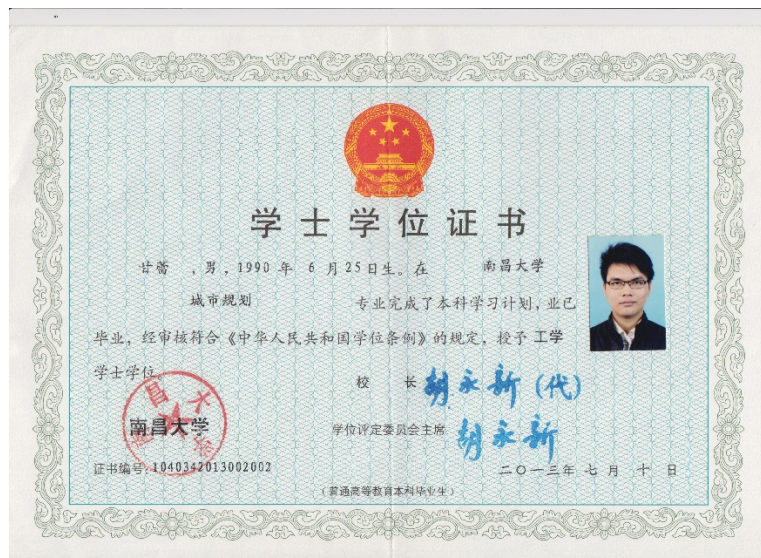 学士学位证书
甘蕾 ，男，1990 年 6 月 25日生。在 南昌大学
城市规划 专业完成了本科学习计划，业已
毕业，经审核符合《中华人民共和国学位条例》的规定，授予 工学
学士学位。
校 长 胡永新（代）
南昌大学
学位评定委员会主席 胡永新
证书编号：1040342013002002
二〇一三年 七 月 十 日
（普通高等教育本科毕业生）